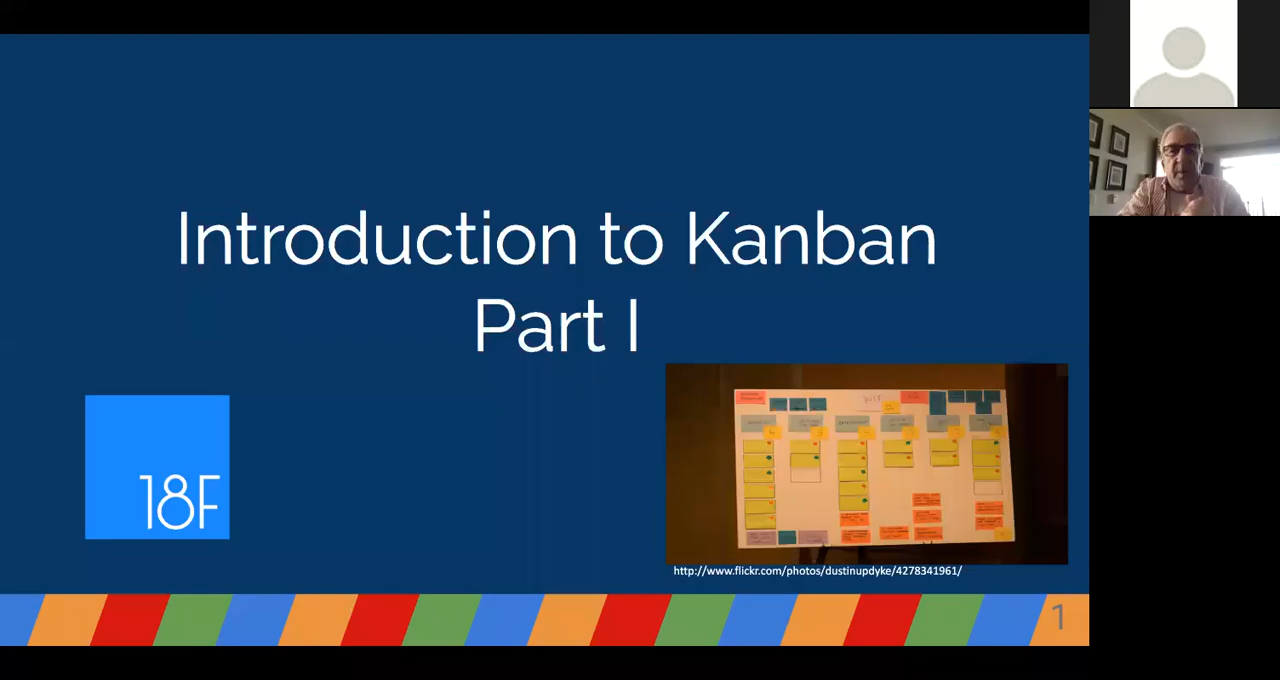 Introduction to Kanban
Part I
18F
http://www.flickr.com/photos/dustinupdyke/4278341961/
1